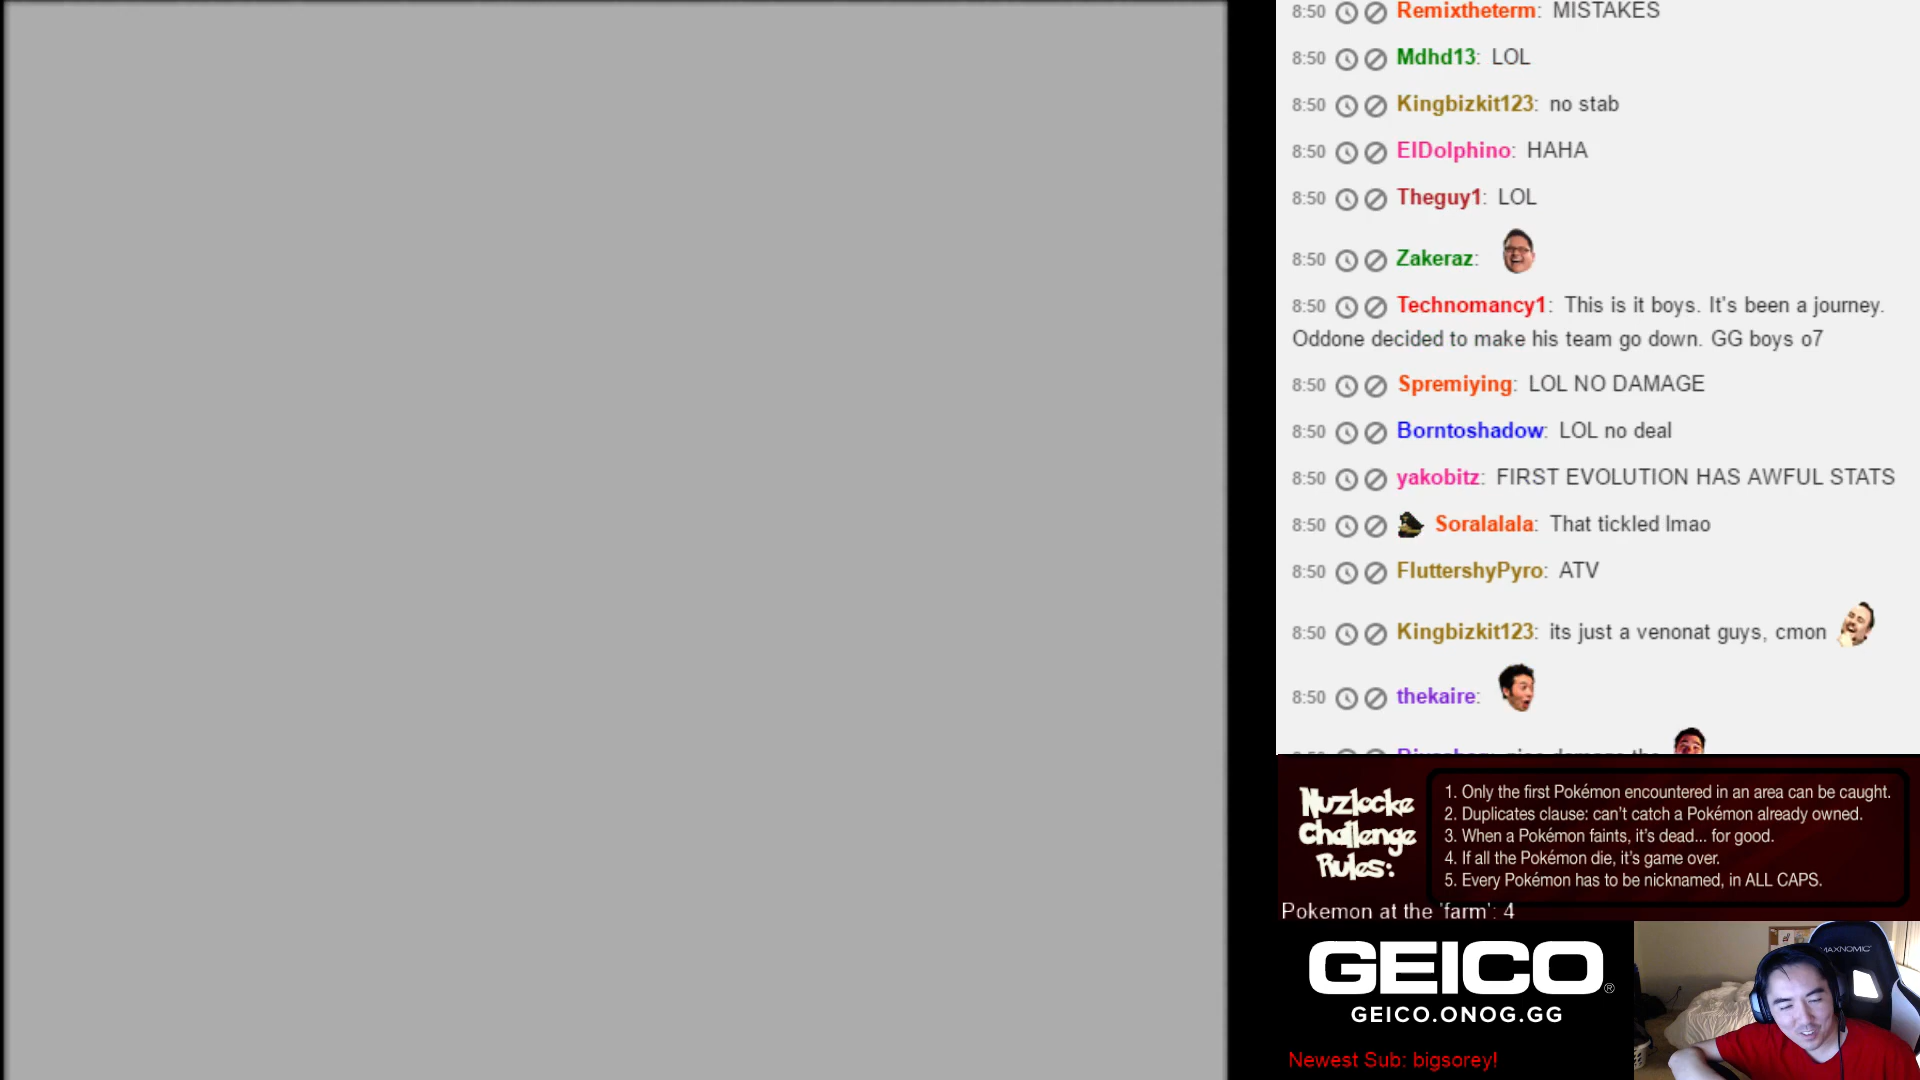 8:50 Remixtheterm: MISTAKES
8:50 Mdhd13: LOL
8:50 Kingbizkit123: no stab
8:50 ElDolphino: HAHA
8:50 Theguy1: LOL
8:50 Zakeraz:
8:50 Technomancy1: This is it boys. It's been a journey.
Oddone decided to make his team go down. GG boys o7
8:50 Spremiying: LOL NO DAMAGE
8:50 Borntoshadow: LOL no deal
8:50 yakobitz: FIRST EVOLUTION HAS AWFUL STATS
8:50 Soralalala: That tickled lmao
8:50 FluttershyPyro: ATV
8:50 Kingbizkit123: its just a venonat guys, cmon
8:50 thekaire:
Nuzlocke
Challenge
Rules:
1. Only the first Pokémon encountered in an area can be caught.
2. Duplicates clause: can't catch a Pokémon already owned.
3. When a Pokémon faints, it's dead... for good.
4. If all the Pokémon die, it's game over.
5. Every Pokémon has to be nicknamed, in ALL CAPS.
Pokemon at the 'farm': 4
GEICO®
GEICO.ONOG.GG
MAXNOMIC
Newest Sub: bigsorey!